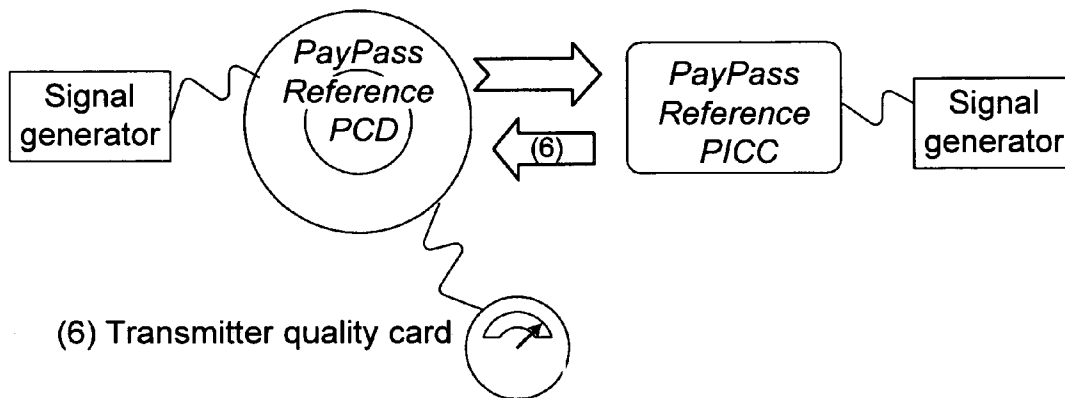 Signal
generator
PayPass
Reference
PCD
(6)
PayPass
Reference
PICC
Signal
generator
(6) Transmitter quality card